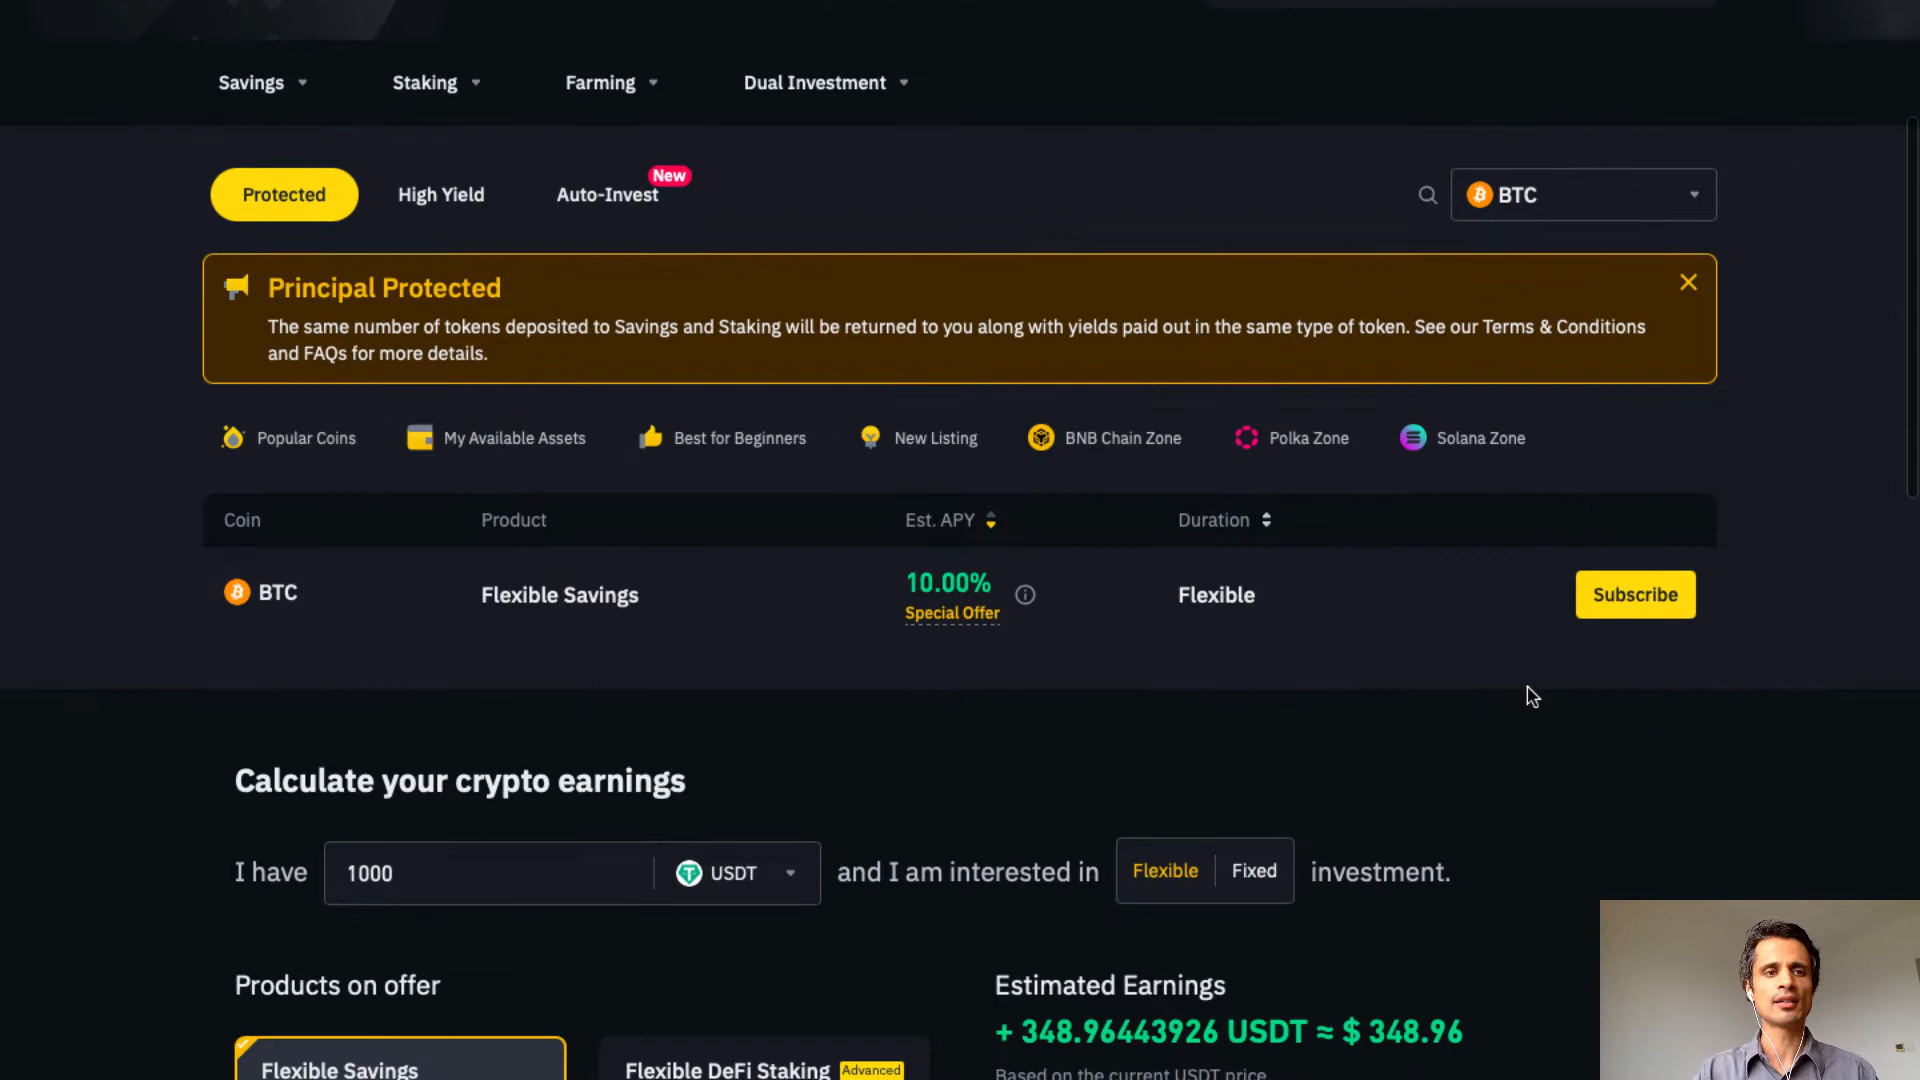 Savings
Staking
Farming
Dual Investment
Protected
High Yield
Auto-Invest
New
BTC
Principal Protected
The same number of tokens deposited to Savings and Staking will be returned to you along with yields paid out in the same type of token. See our Terms & Conditions
and FAQs for more details.
Popular Coins
My Available Assets
Best for Beginners
New Listing
BNB Chain Zone
Polka Zone
Solana Zone
Coin
Product
Est. APY
Duration
BTC
Flexible Savings
10.00%
Special Offer
Flexible
Subscribe
Calculate your crypto earnings
I have
1000
USDT
and I am interested in
Flexible
Fixed
investment.
Products on offer
Estimated Earnings
+ 348.96443926 USDT ≈ $ 348.96
Flexible Savings
Flexible DeFi Staking
Advanced
Based on the current USDT price